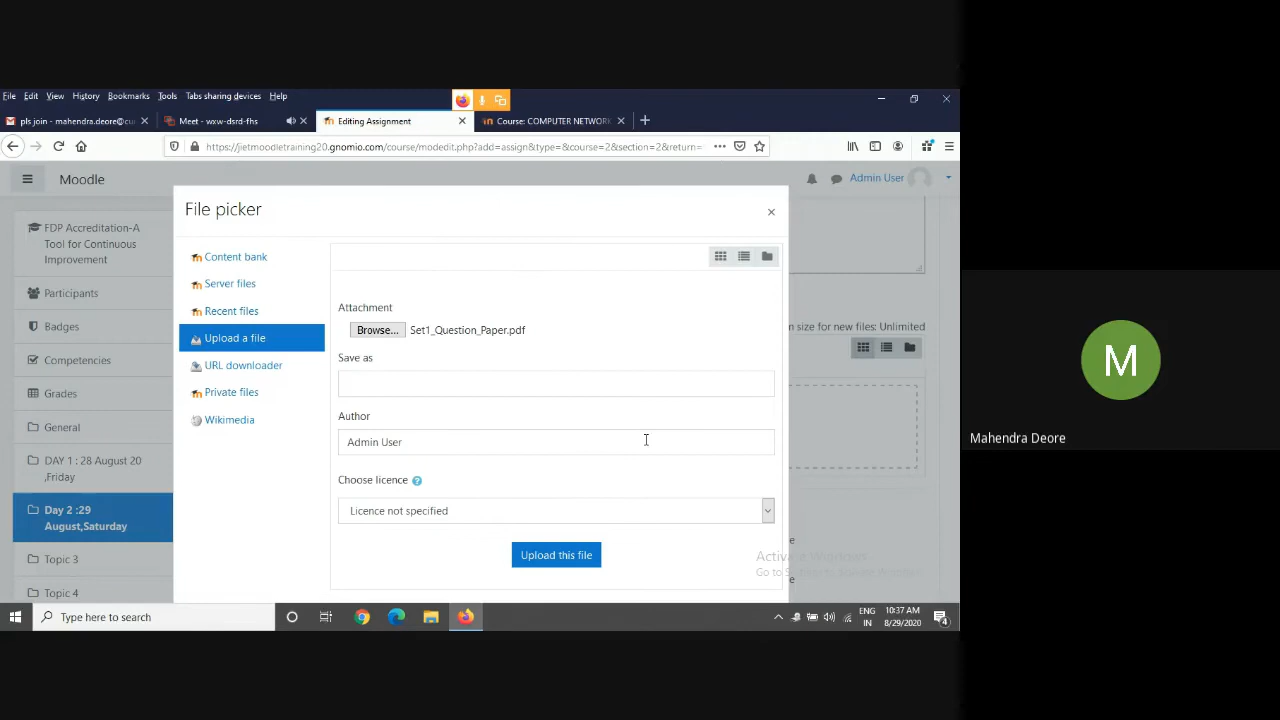 File Edit View History Bookmarks Tools Tabs sharing devices Help
pls join - mahendra.deore@cu
Meet - wxw-dsrd-fhs
Editing Assignment
Course: COMPUTER NETWORK
https://jietmoodletraining20.gnomio.com/course/modedit.php?add=assign&type=&course=2&section=2&return=
Moodle
Admin User
FDP Accreditation-A
Tool for Continuous
Improvement
Participants
Badges
Competencies
Grades
General
DAY 1 : 28 August 20
,Friday
Day 2 :29
August,Saturday
Topic 3
Topic 4
File picker
×
Content bank
Server files
Recent files
Upload a file
URL downloader
Private files
Wikimedia
Attachment
Browse... Set1_Question_Paper.pdf
Save as
Author
Admin User
Choose licence
Licence not specified
Upload this file
m size for new files: Unlimited
Activate Windows
Type here to search
ENG
IN
10:37 AM
8/29/2020
4
M
Mahendra Deore